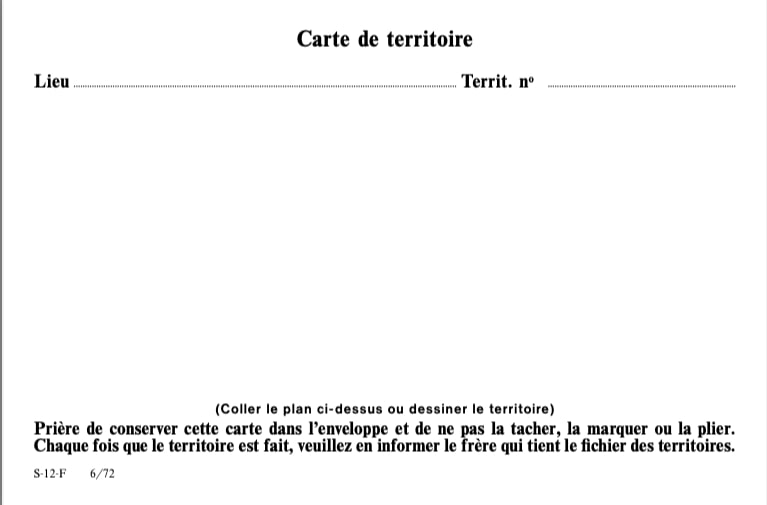 Carte de territoire
Lieu ........ Territ. nº ........
(Coller le plan ci-dessus ou dessiner le territoire)
Prière de conserver cette carte dans l'enveloppe et de ne pas la tacher, la marquer ou la plier.
Chaque fois que le territoire est fait, veuillez en informer le frère qui tient le fichier des territoires.
S-12-F 6/72